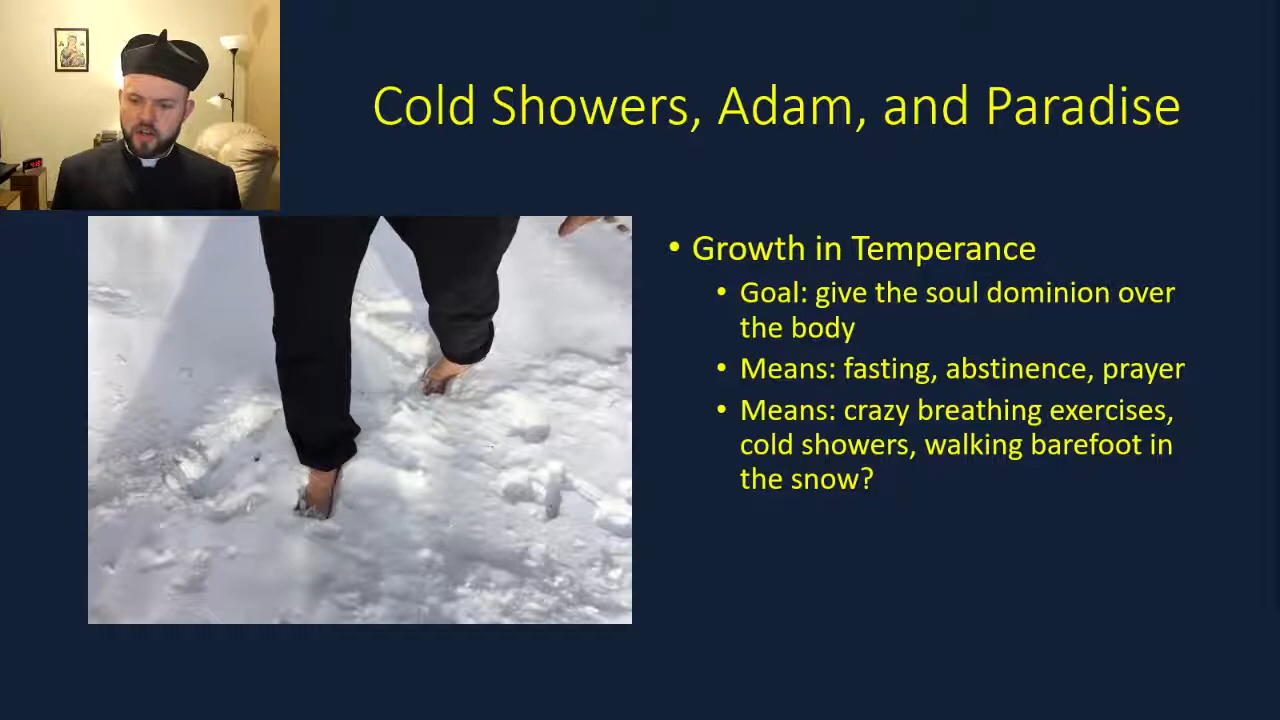 Cold Showers, Adam, and Paradise
• Growth in Temperance
• Goal: give the soul dominion over
the body
• Means: fasting, abstinence, prayer
• Means: crazy breathing exercises,
cold showers, walking barefoot in
the snow?